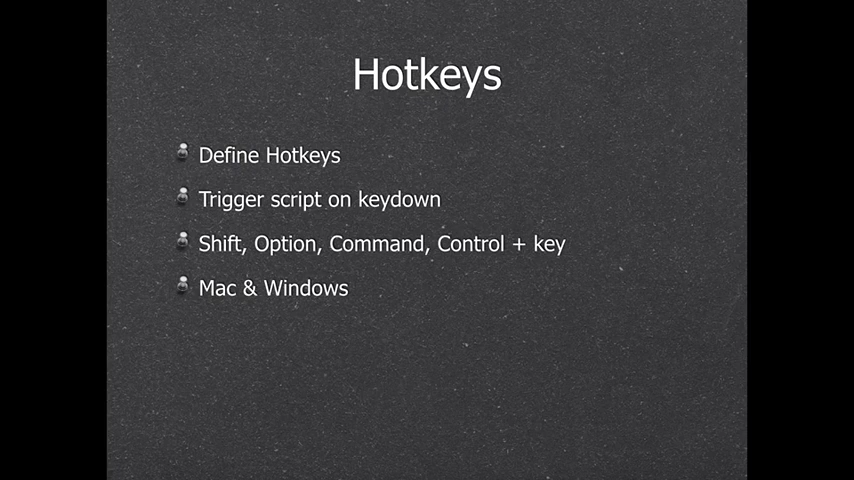 Hotkeys
Define Hotkeys
Trigger script on keydown
Shift, Option, Command, Control + key
Mac & Windows